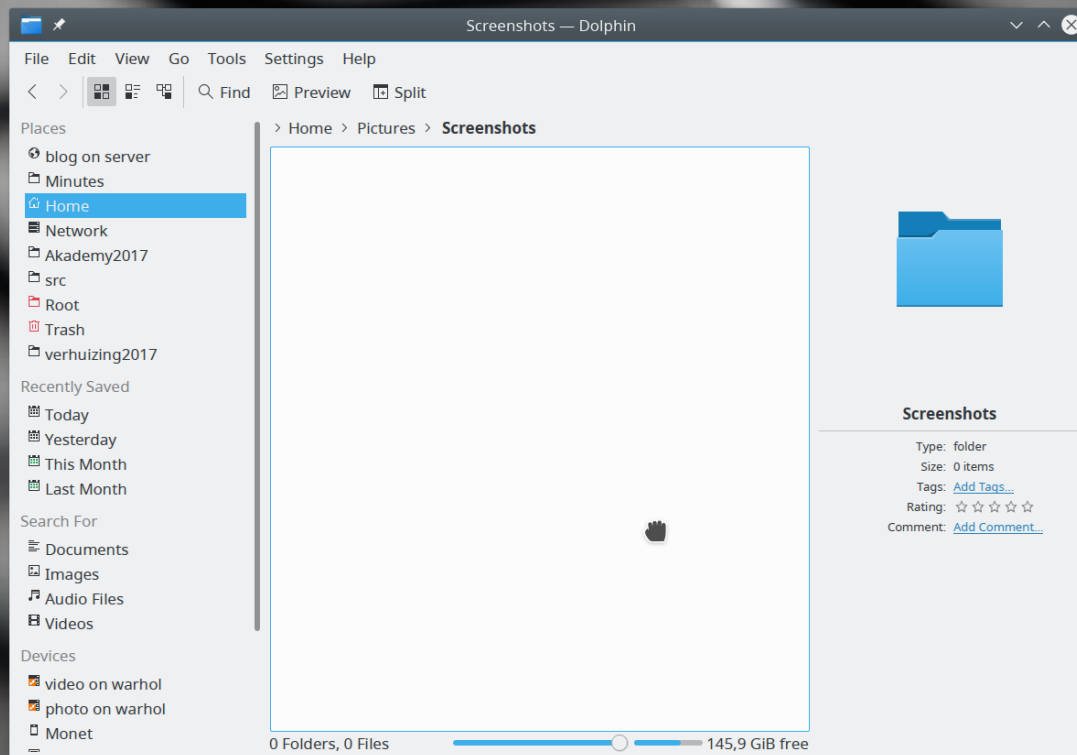 Screenshots — Dolphin
File Edit View Go Tools Settings Help
Find Preview Split
Places
blog on server
Minutes
Home
Network
Akademy2017
src
Root
Trash
verhuizing2017
Recently Saved
Today
Yesterday
This Month
Last Month
Search For
Documents
Images
Audio Files
Videos
Devices
video on warhol
photo on warhol
Monet
> Home > Pictures > Screenshots
0 Folders, 0 Files
145,9 GiB free
Screenshots
Type: folder
Size: 0 items
Tags: Add Tags...
Rating:
Comment: Add Comment...